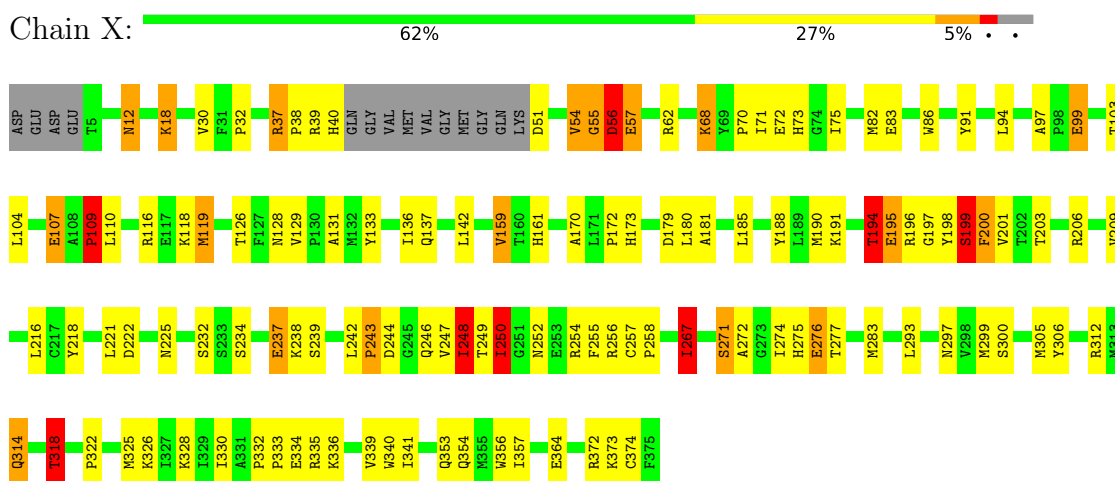 Chain X:
62% 27% 5% • •
ASP GLU ASP GLU T5 N12 K18 V30 F31 P32 R37 P38 R39 H40 GLN GLY VAL MET VAL GLY MET GLY GLN LYS D51 V54 G55 D56 E57 R62 K68 Y69 P70 I71 E72 H73 G74 I75 M82 E83 W86 Y91 L94 A97 P98 E99 T103
L104 E107 A108 P109 L110 R116 E117 K118 M119 T126 F127 N128 V129 P130 A131 M132 Y133 I136 Q137 L142 V159 T160 H161 A170 L171 P172 H173 D179 L180 A181 L185 Y188 L189 M190 K191 T194 E195 R196 G197 Y198 S199 F200 V201 T202 T203 R206 V209
L216 C217 Y218 L221 D222 N225 S232 S233 S234 E237 K238 S239 L242 P243 D244 G245 Q246 V247 I248 T249 I250 G251 N252 E253 R254 F255 R256 C257 P258 I267 S271 A272 G273 I274 H275 E276 T277 M283 L293 N297 V298 M299 S300 M305 Y306 R312 M313
Q314 T318 P322 M325 K326 I327 K328 I329 I330 A331 P332 P333 E334 R335 K336 V339 W340 I341 Q353 Q354 M355 W356 I357 E364 R372 K373 C374 F375